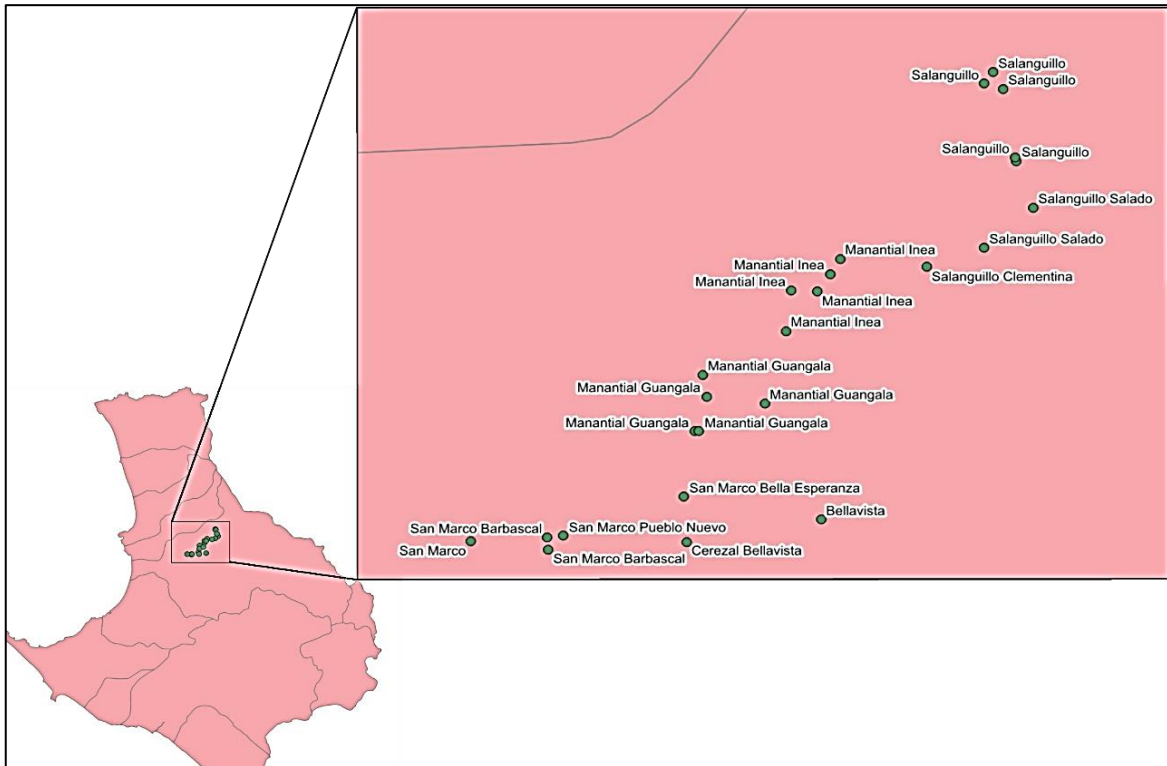 Salanguillo
Salanguillo
Salanguillo
Salanguillo
Salanguillo
Salanguillo Salado
Salanguillo Salado
Manantial Inea
Manantial Inea
Salanguillo Clementina
Manantial Inea
Manantial Inea
Manantial Inea
Manantial Guangala
Manantial Guangala
Manantial Guangala
Manantial Guangala
Manantial Guangala
San Marco Bella Esperanza
Bellavista
San Marco Barbascal
San Marco Pueblo Nuevo
San Marco
San Marco Barbascal
Cerezal Bellavista